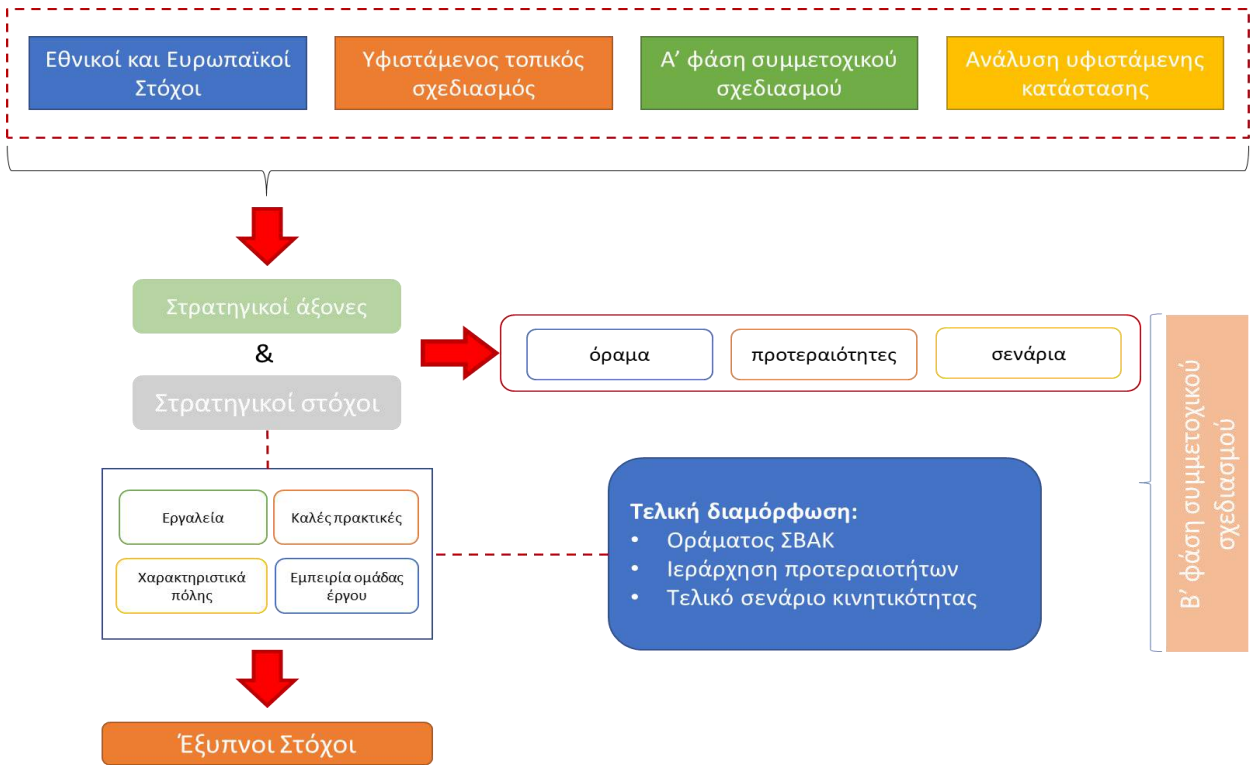 Εθνικοί και Ευρωπαϊκοί
Στόχοι
Υφιστάμενος τοπικός
σχεδιασμός
Α' φάση συμμετοχικού
σχεδιασμού
Ανάλυση υφιστάμενης
κατάστασης
Στρατηγικοί άξονες
&
Στρατηγικοί στόχοι
όραμα
προτεραιότητες
σενάρια
Β' φάση συμμετοχικού
σχεδιασμού
Εργαλεία
Καλές πρακτικές
Χαρακτηριστικά
πόλης
Εμπειρία ομάδας
έργου
Τελική διαμόρφωση:
• Οράματος ΣΒΑΚ
• Ιεράρχηση προτεραιοτήτων
• Τελικό σενάριο κινητικότητας
Έξυπνοι Στόχοι